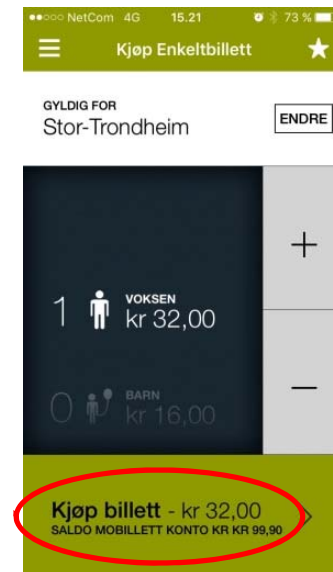 NetCom 4G 15.21 73 %
Kjøp Enkeltbillett
GYLDIG FOR
Stor-Trondheim
ENDRE
+
1 VOKSEN
kr 32,00
−
0 BARN
kr 16,00
Kjøp billett - kr 32,00
SALDO MOBILLETT KONTO KR KR 99,90